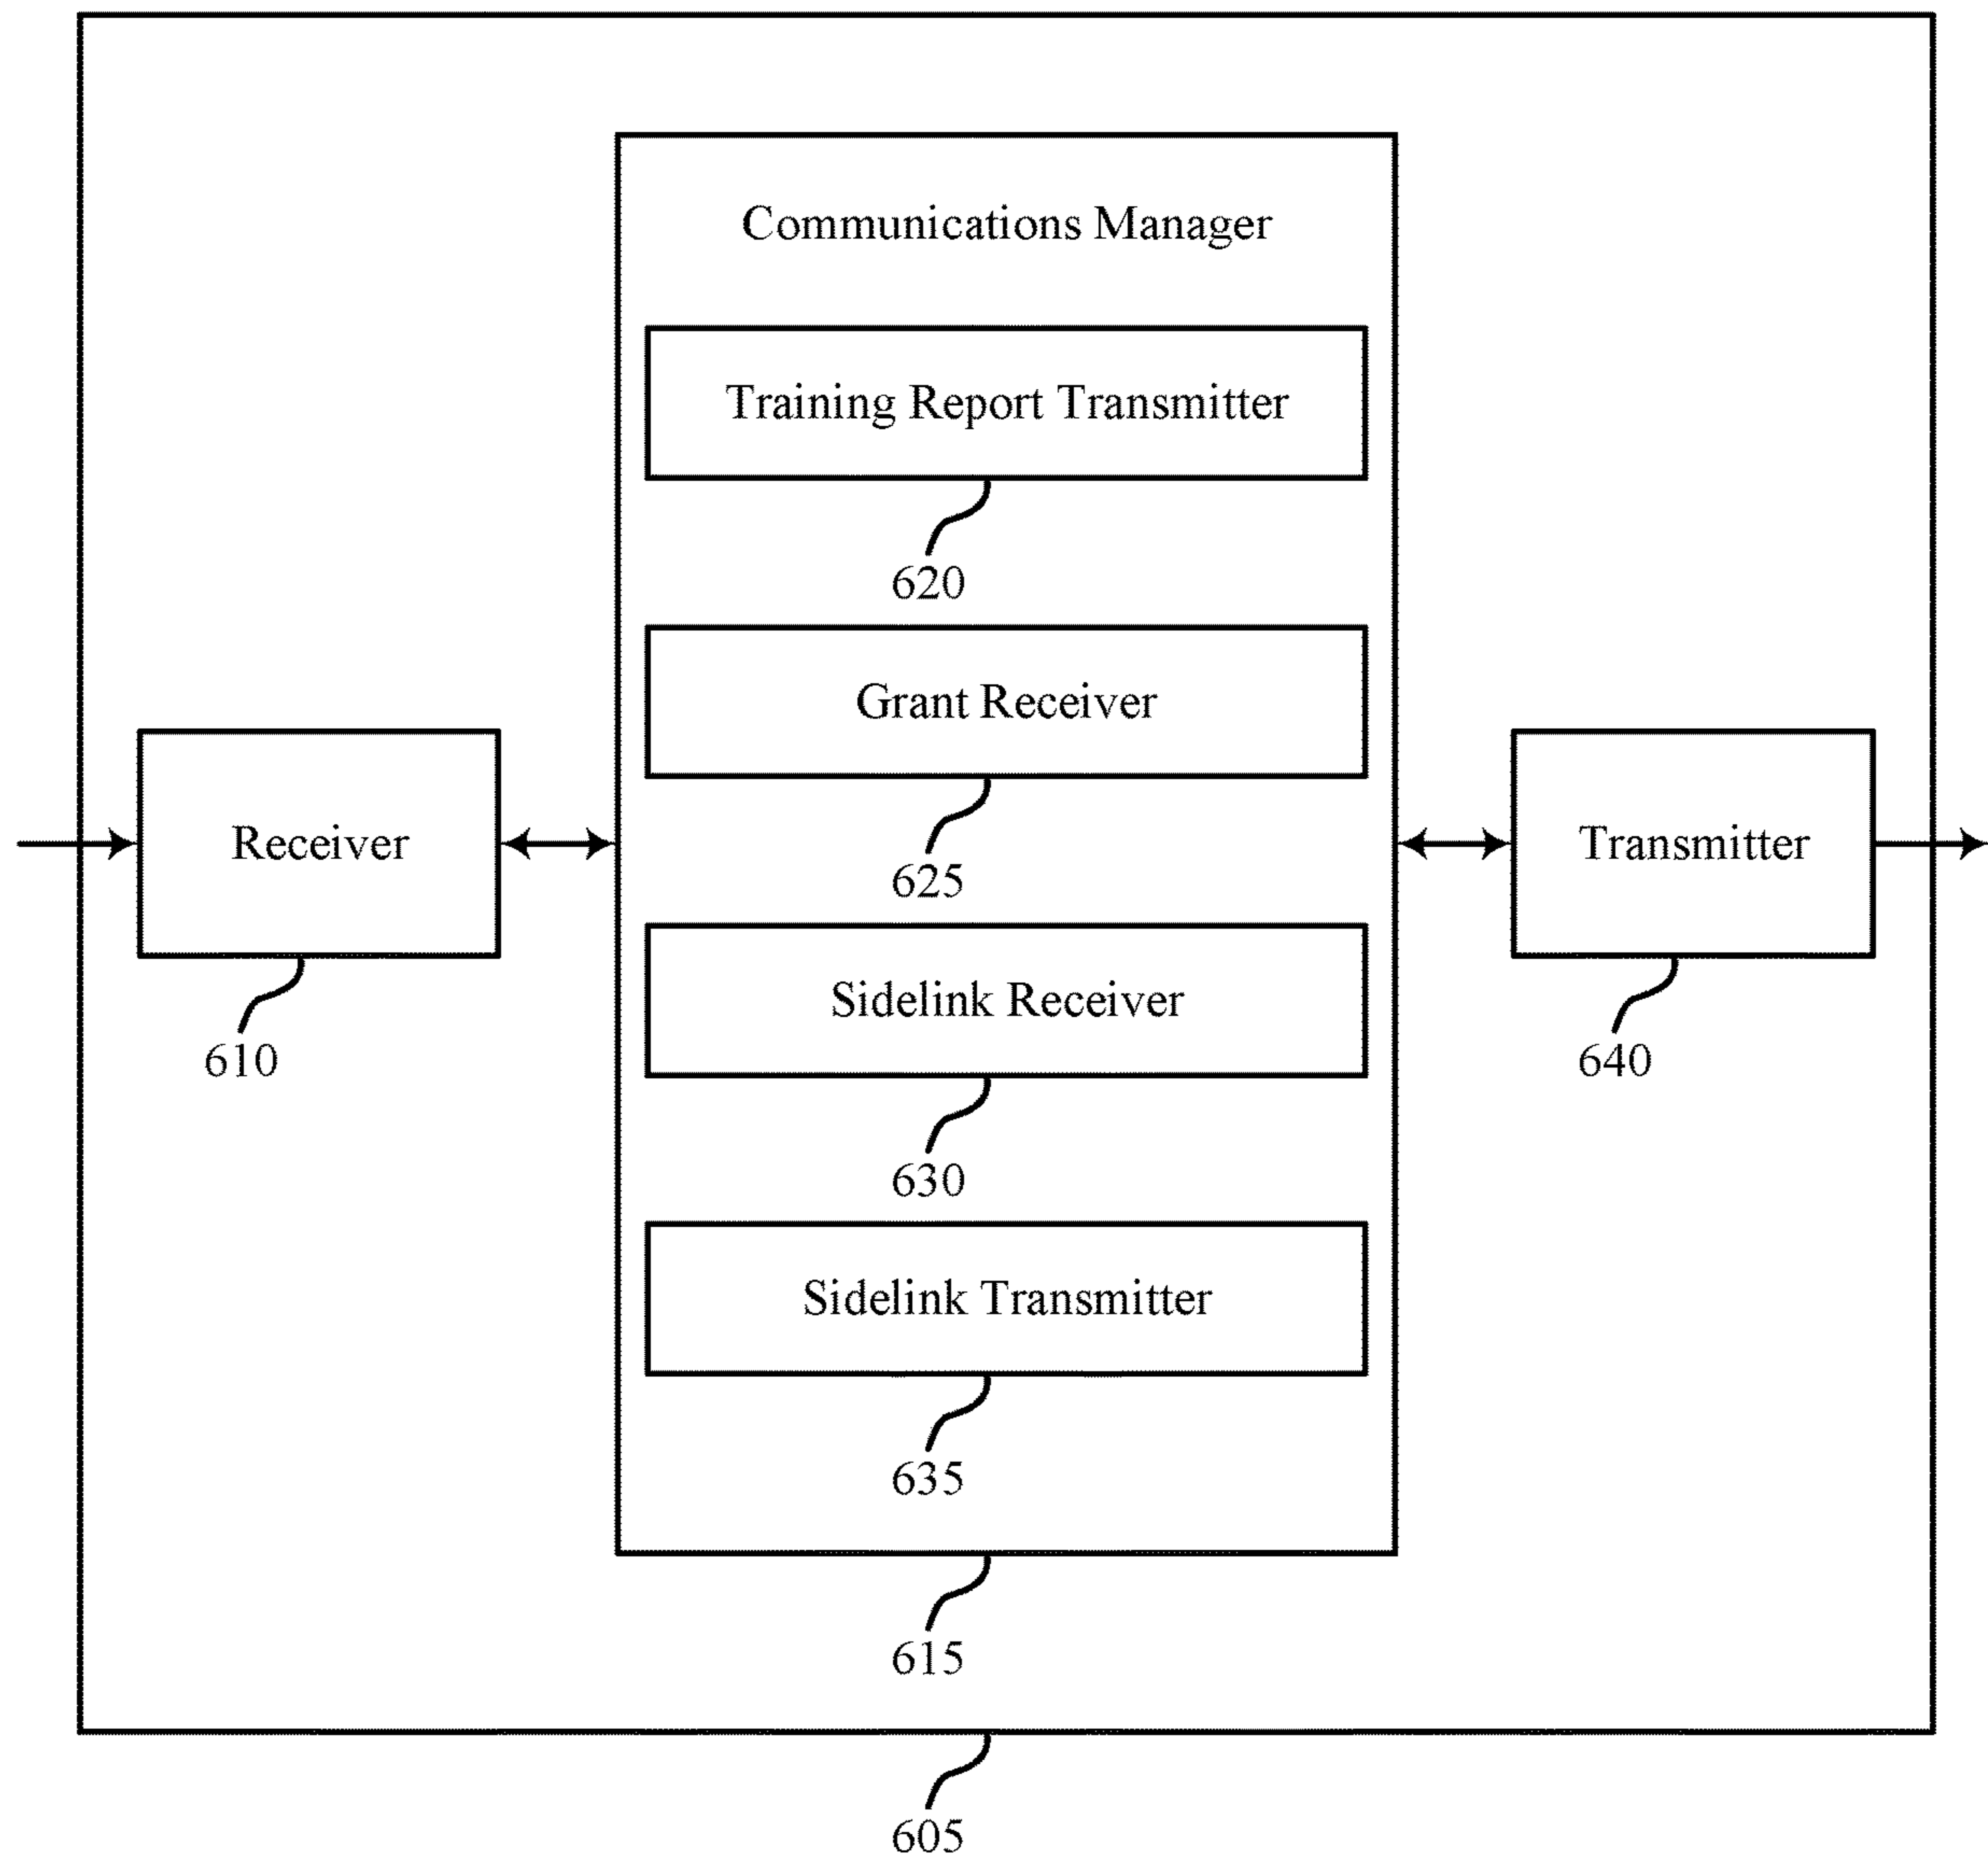 Communications Manager
Training Report Transmitter
620
Grant Receiver
625
Receiver
610
Sidelink Receiver
630
Transmitter
640
Sidelink Transmitter
635
615
605